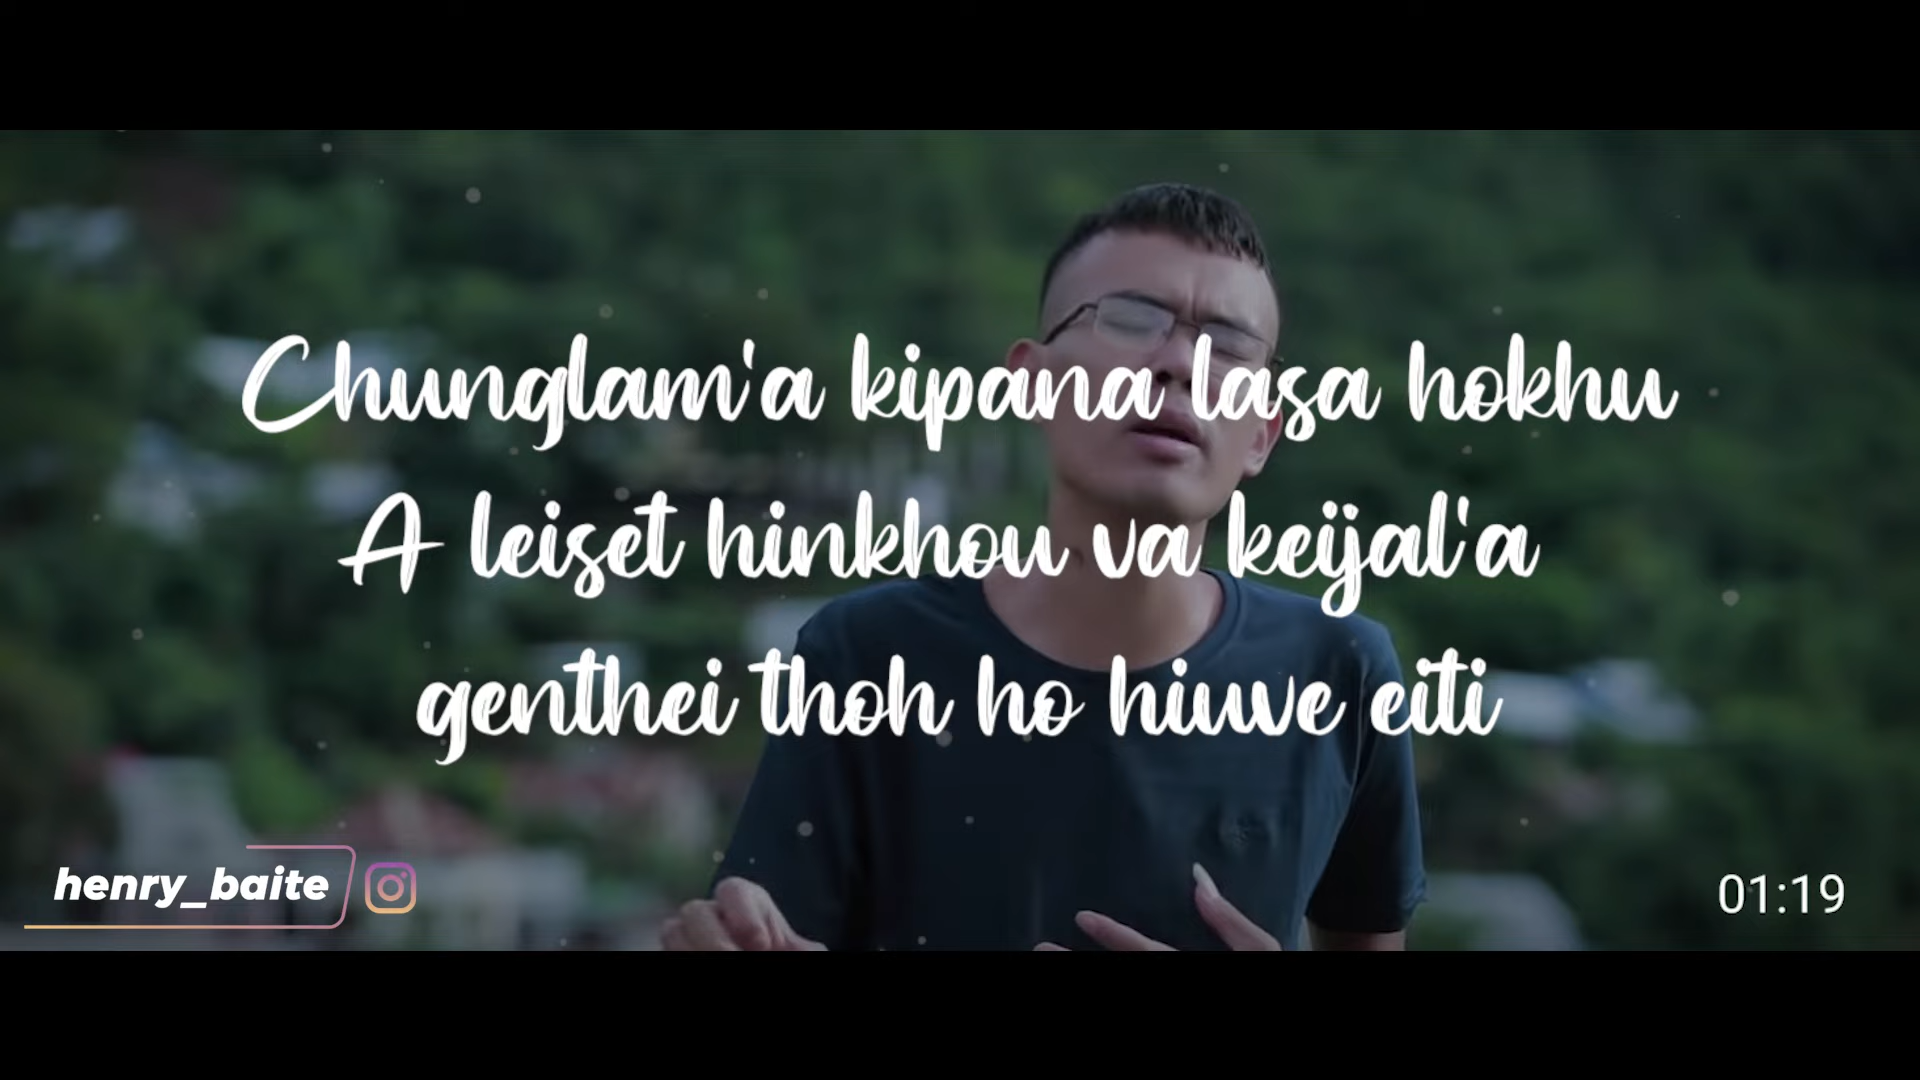 Chunglam'a kipana lasa hokhu
A leiset hinkhou va keijal'a
genthei thoh ho hiuve eiti
henry_baite
01:19